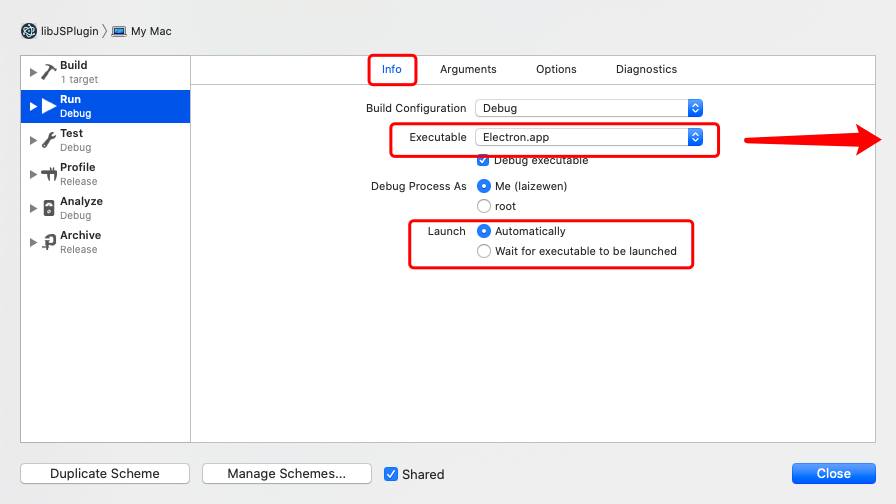 libJSPlugin 〉 My Mac
Build
1 target
Run
Debug
Test
Debug
Profile
Release
Analyze
Debug
Archive
Release
Info Arguments Options Diagnostics
Build Configuration Debug
Executable Electron.app
Debug executable
Debug Process As Me (laizewen)
root
Launch Automatically
Wait for executable to be launched
Duplicate Scheme Manage Schemes... Shared Close